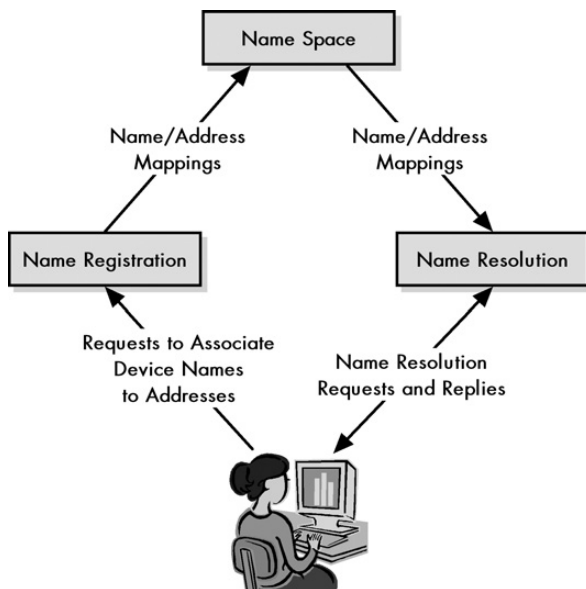 Name Space
Name/Address
Mappings
Name/Address
Mappings
Name Registration
Name Resolution
Requests to Associate
Device Names
to Addresses
Name Resolution
Requests and Replies